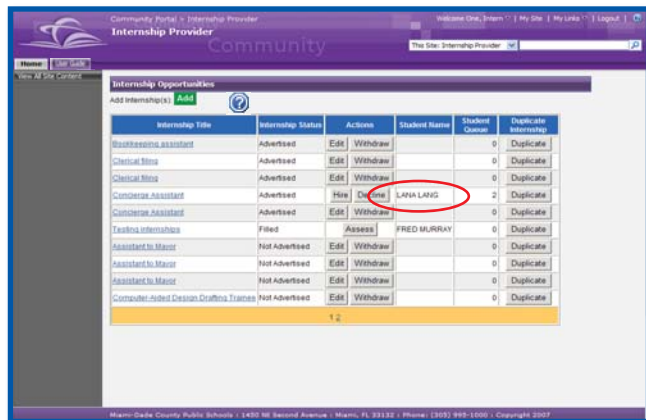 Community Portal > Internship Provider
Welcome One, Intern | My Site | My Links | Logout |
Internship Provider
Community
This Site: Internship Provider
Home User Guide
View All Site Content
Internship Opportunities
Add Internship(s): Add ?
Internship Title Internship Status Actions Student Name Student Queue Duplicate Internship
Bookkeeping assistant Advertised Edit Withdraw 0 Duplicate
Clerical filing Advertised Edit Withdraw 0 Duplicate
Clerical filing Advertised Edit Withdraw 0 Duplicate
Concierge Assistant Advertised Hire Decline LANA LANG 2 Duplicate
Concierge Assistant Advertised Edit Withdraw 0 Duplicate
Testing internships Filled Assess FRED MURRAY 0 Duplicate
Assistant to Mayor Not Advertised Edit Withdraw 0 Duplicate
Assistant to Mayor Not Advertised Edit Withdraw 0 Duplicate
Assistant to Mayor Not Advertised Edit Withdraw 0 Duplicate
Computer-Aided Design Drafting Trainee Not Advertised Edit Withdraw 0 Duplicate
1 2
Miami-Dade County Public Schools : 1450 NE Second Avenue : Miami, FL 33132 : Phone: (305) 995-1000 : Copyright 2007